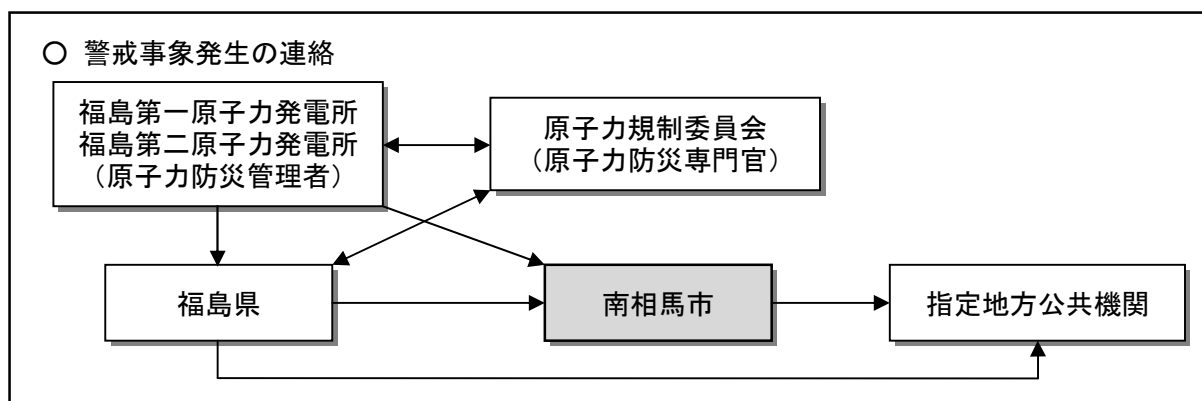 ○ 警戒事象発生の連絡
福島第一原子力発電所
福島第二原子力発電所
（原子力防災管理者）
原子力規制委員会
（原子力防災専門官）
福島県
南相馬市
指定地方公共機関